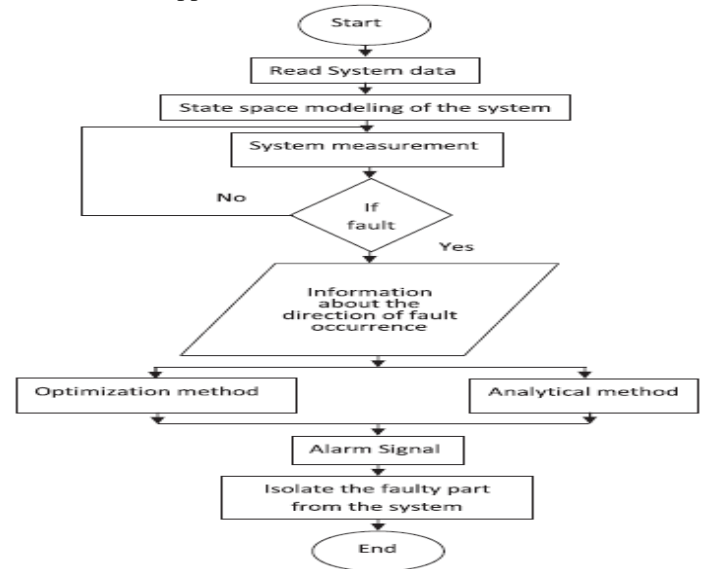 Start
Read System data
State space modeling of the system
System measurement
No
If
fault
Yes
Information
about the
direction of fault
occurrence
Optimization method
Analytical method
Alarm Signal
Isolate the faulty part
from the system
End